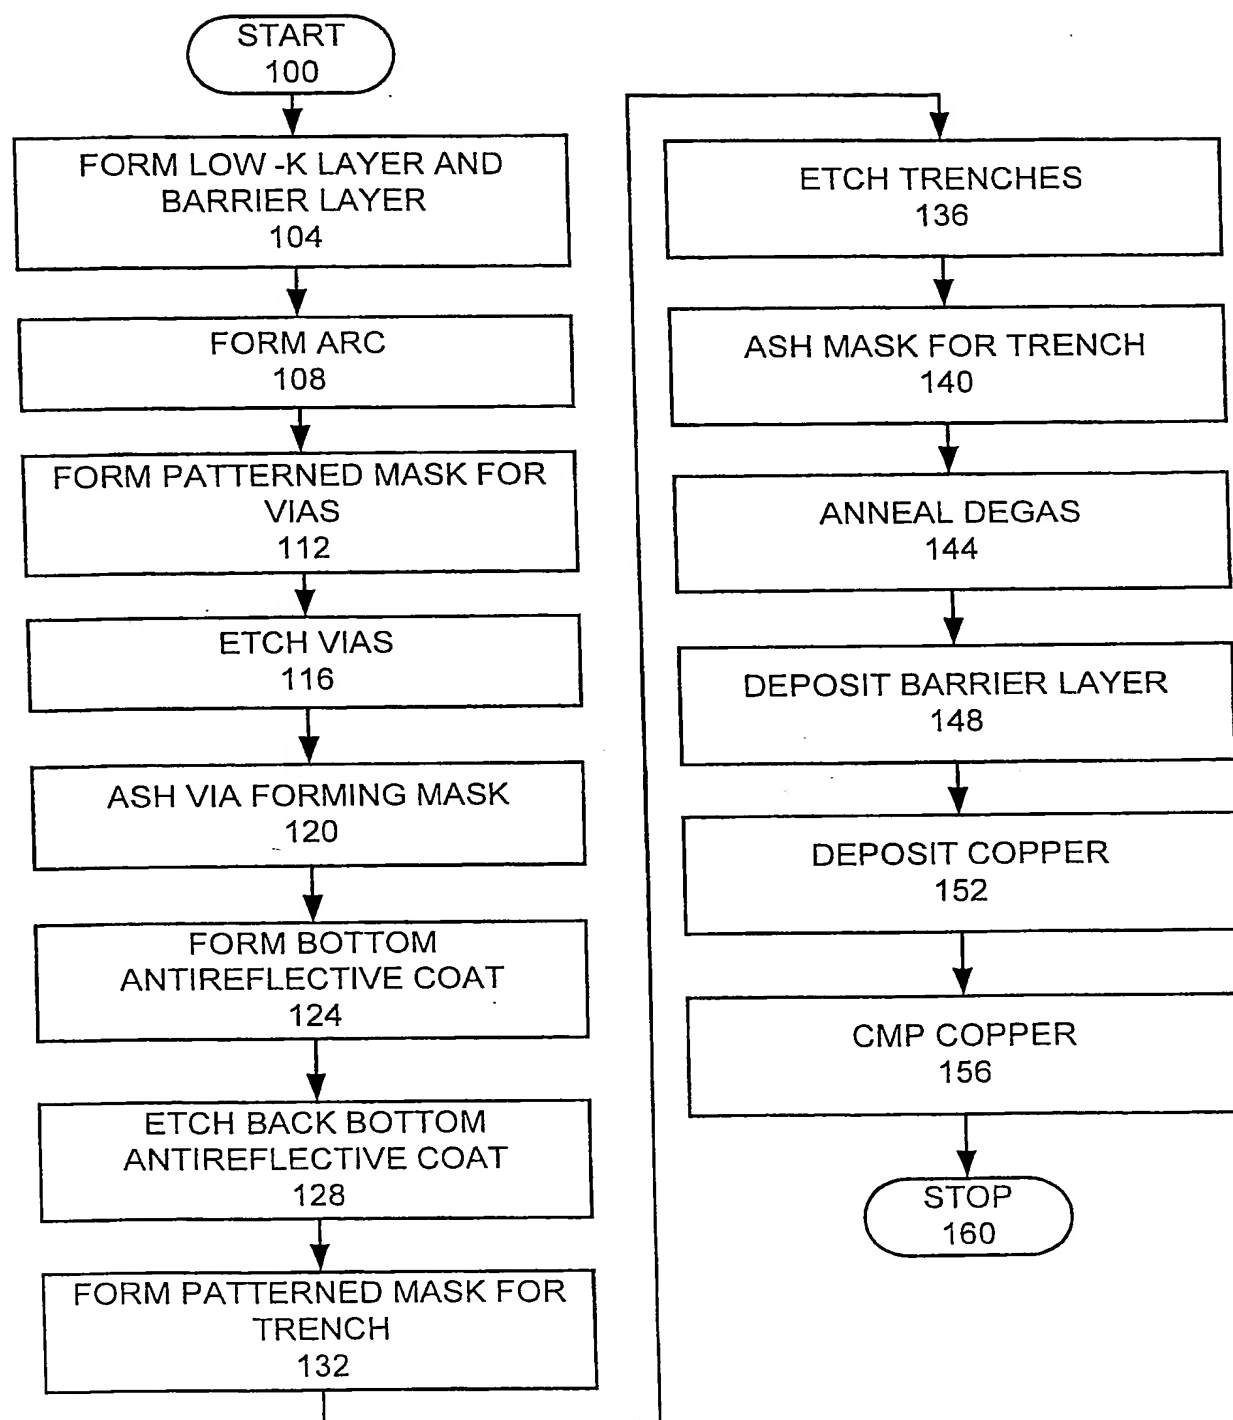 START
100
FORM LOW -K LAYER AND
BARRIER LAYER
104
FORM ARC
108
FORM PATTERNED MASK FOR
VIAS
112
ETCH VIAS
116
ASH VIA FORMING MASK
120
FORM BOTTOM
ANTIREFLECTIVE COAT
124
ETCH BACK BOTTOM
ANTIREFLECTIVE COAT
128
FORM PATTERNED MASK FOR
TRENCH
132
ETCH TRENCHES
136
ASH MASK FOR TRENCH
140
ANNEAL DEGAS
144
DEPOSIT BARRIER LAYER
148
DEPOSIT COPPER
152
CMP COPPER
156
STOP
160